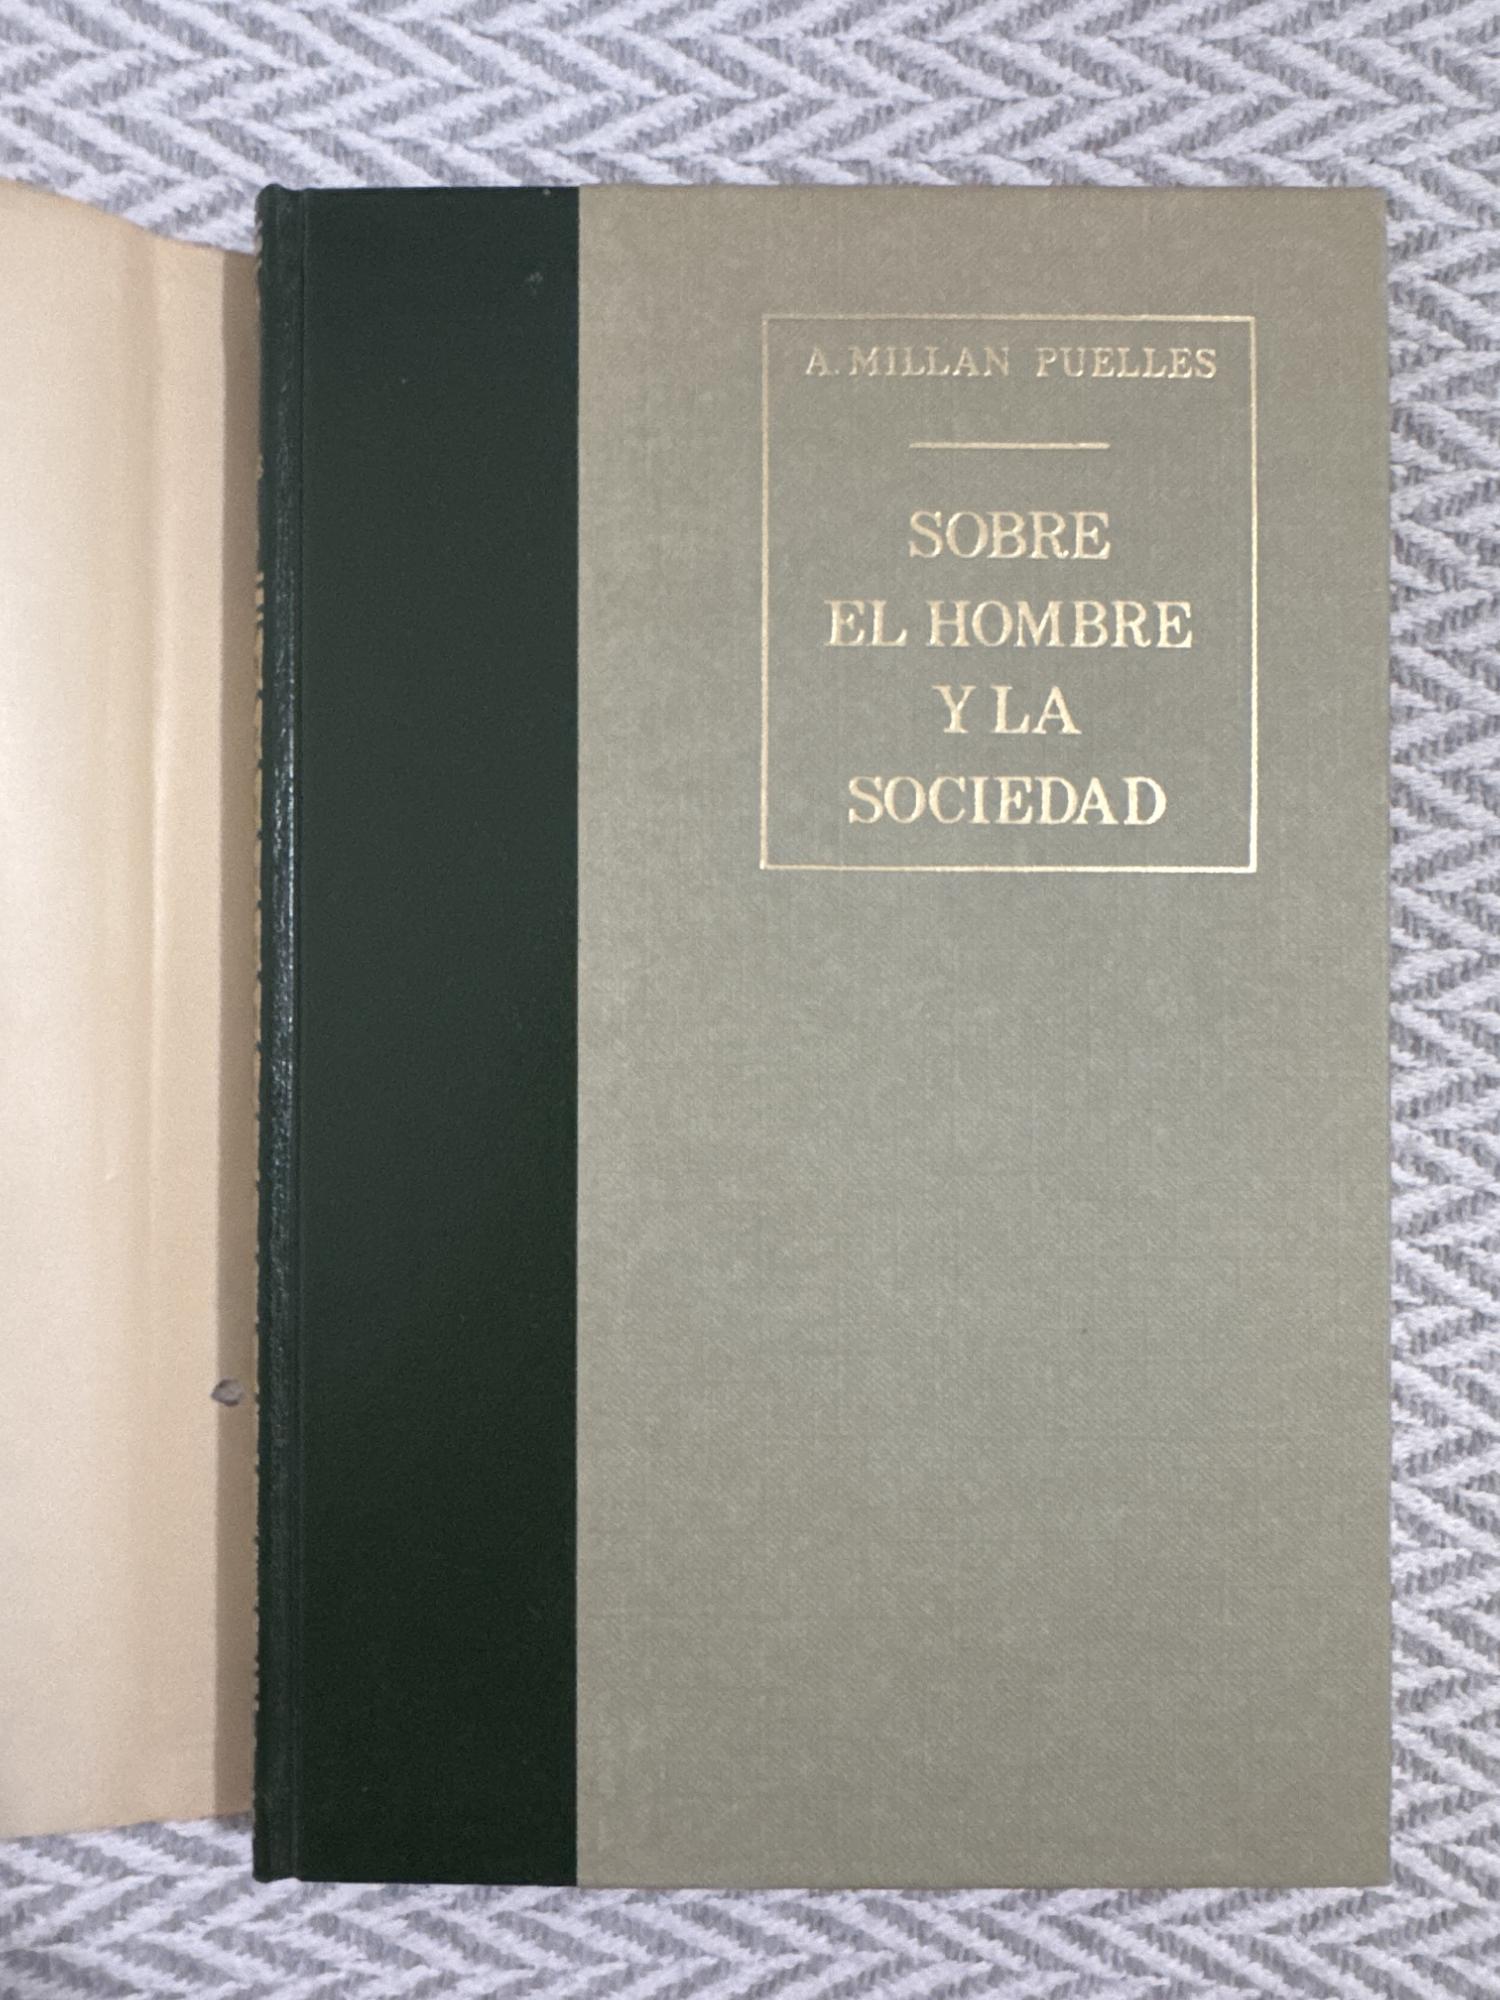 A. MILLAN PUELLES
SOBRE
EL HOMBRE
Y LA
SOCIEDAD